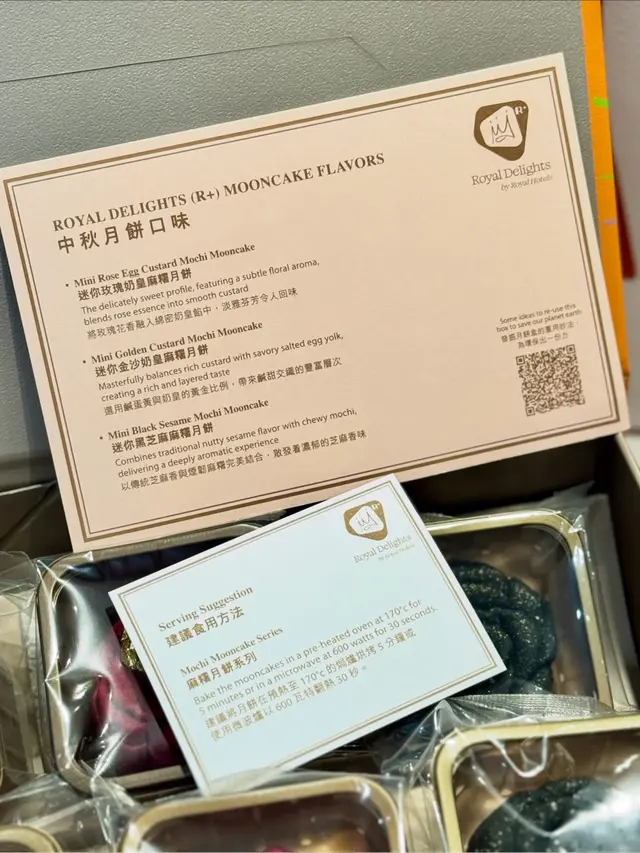 R+
Royal Delights
by Royal Hotels
ROYAL DELIGHTS (R+) MOONCAKE FLAVORS
中秋月餅口味
• Mini Rose Egg Custard Mochi Mooncake
迷你玫瑰奶皇麻糬月餅
The delicately sweet profile, featuring a subtle floral aroma,
blends rose essence into smooth custard
將玫瑰花香融入綿密奶皇餡中，淡雅芬芳令人回味
• Mini Golden Custard Mochi Mooncake
迷你金沙奶皇麻糬月餅
Masterfully balances rich custard with savory salted egg yolk,
creating a rich and layered taste
選用鹹蛋黃與奶皇的黃金比例，帶來鹹甜交織的豐富層次
• Mini Black Sesame Mochi Mooncake
迷你黑芝麻麻糬月餅
Combines traditional nutty sesame flavor with chewy mochi,
delivering a deeply aromatic experience
以傳統芝麻香與煙韌麻糬完美結合，散發着濃郁的芝麻香味
Some ideas to re-use this
box to save our planet earth
發掘月餅盒的重用妙法，
為環保出一份力
R+
Royal Delights
by Royal Hotels
Serving Suggestion
建議食用方法
Mochi Mooncake Series
麻糬月餅系列
Bake the mooncakes in a pre-heated oven at 170°c for
5 minutes or in a microwave at 600 watts for 30 seconds.
建議將月餅在預熱至 170°c 的焗爐烘烤 5 分鐘或
使用微波爐以 600 瓦特翻熱 30 秒。